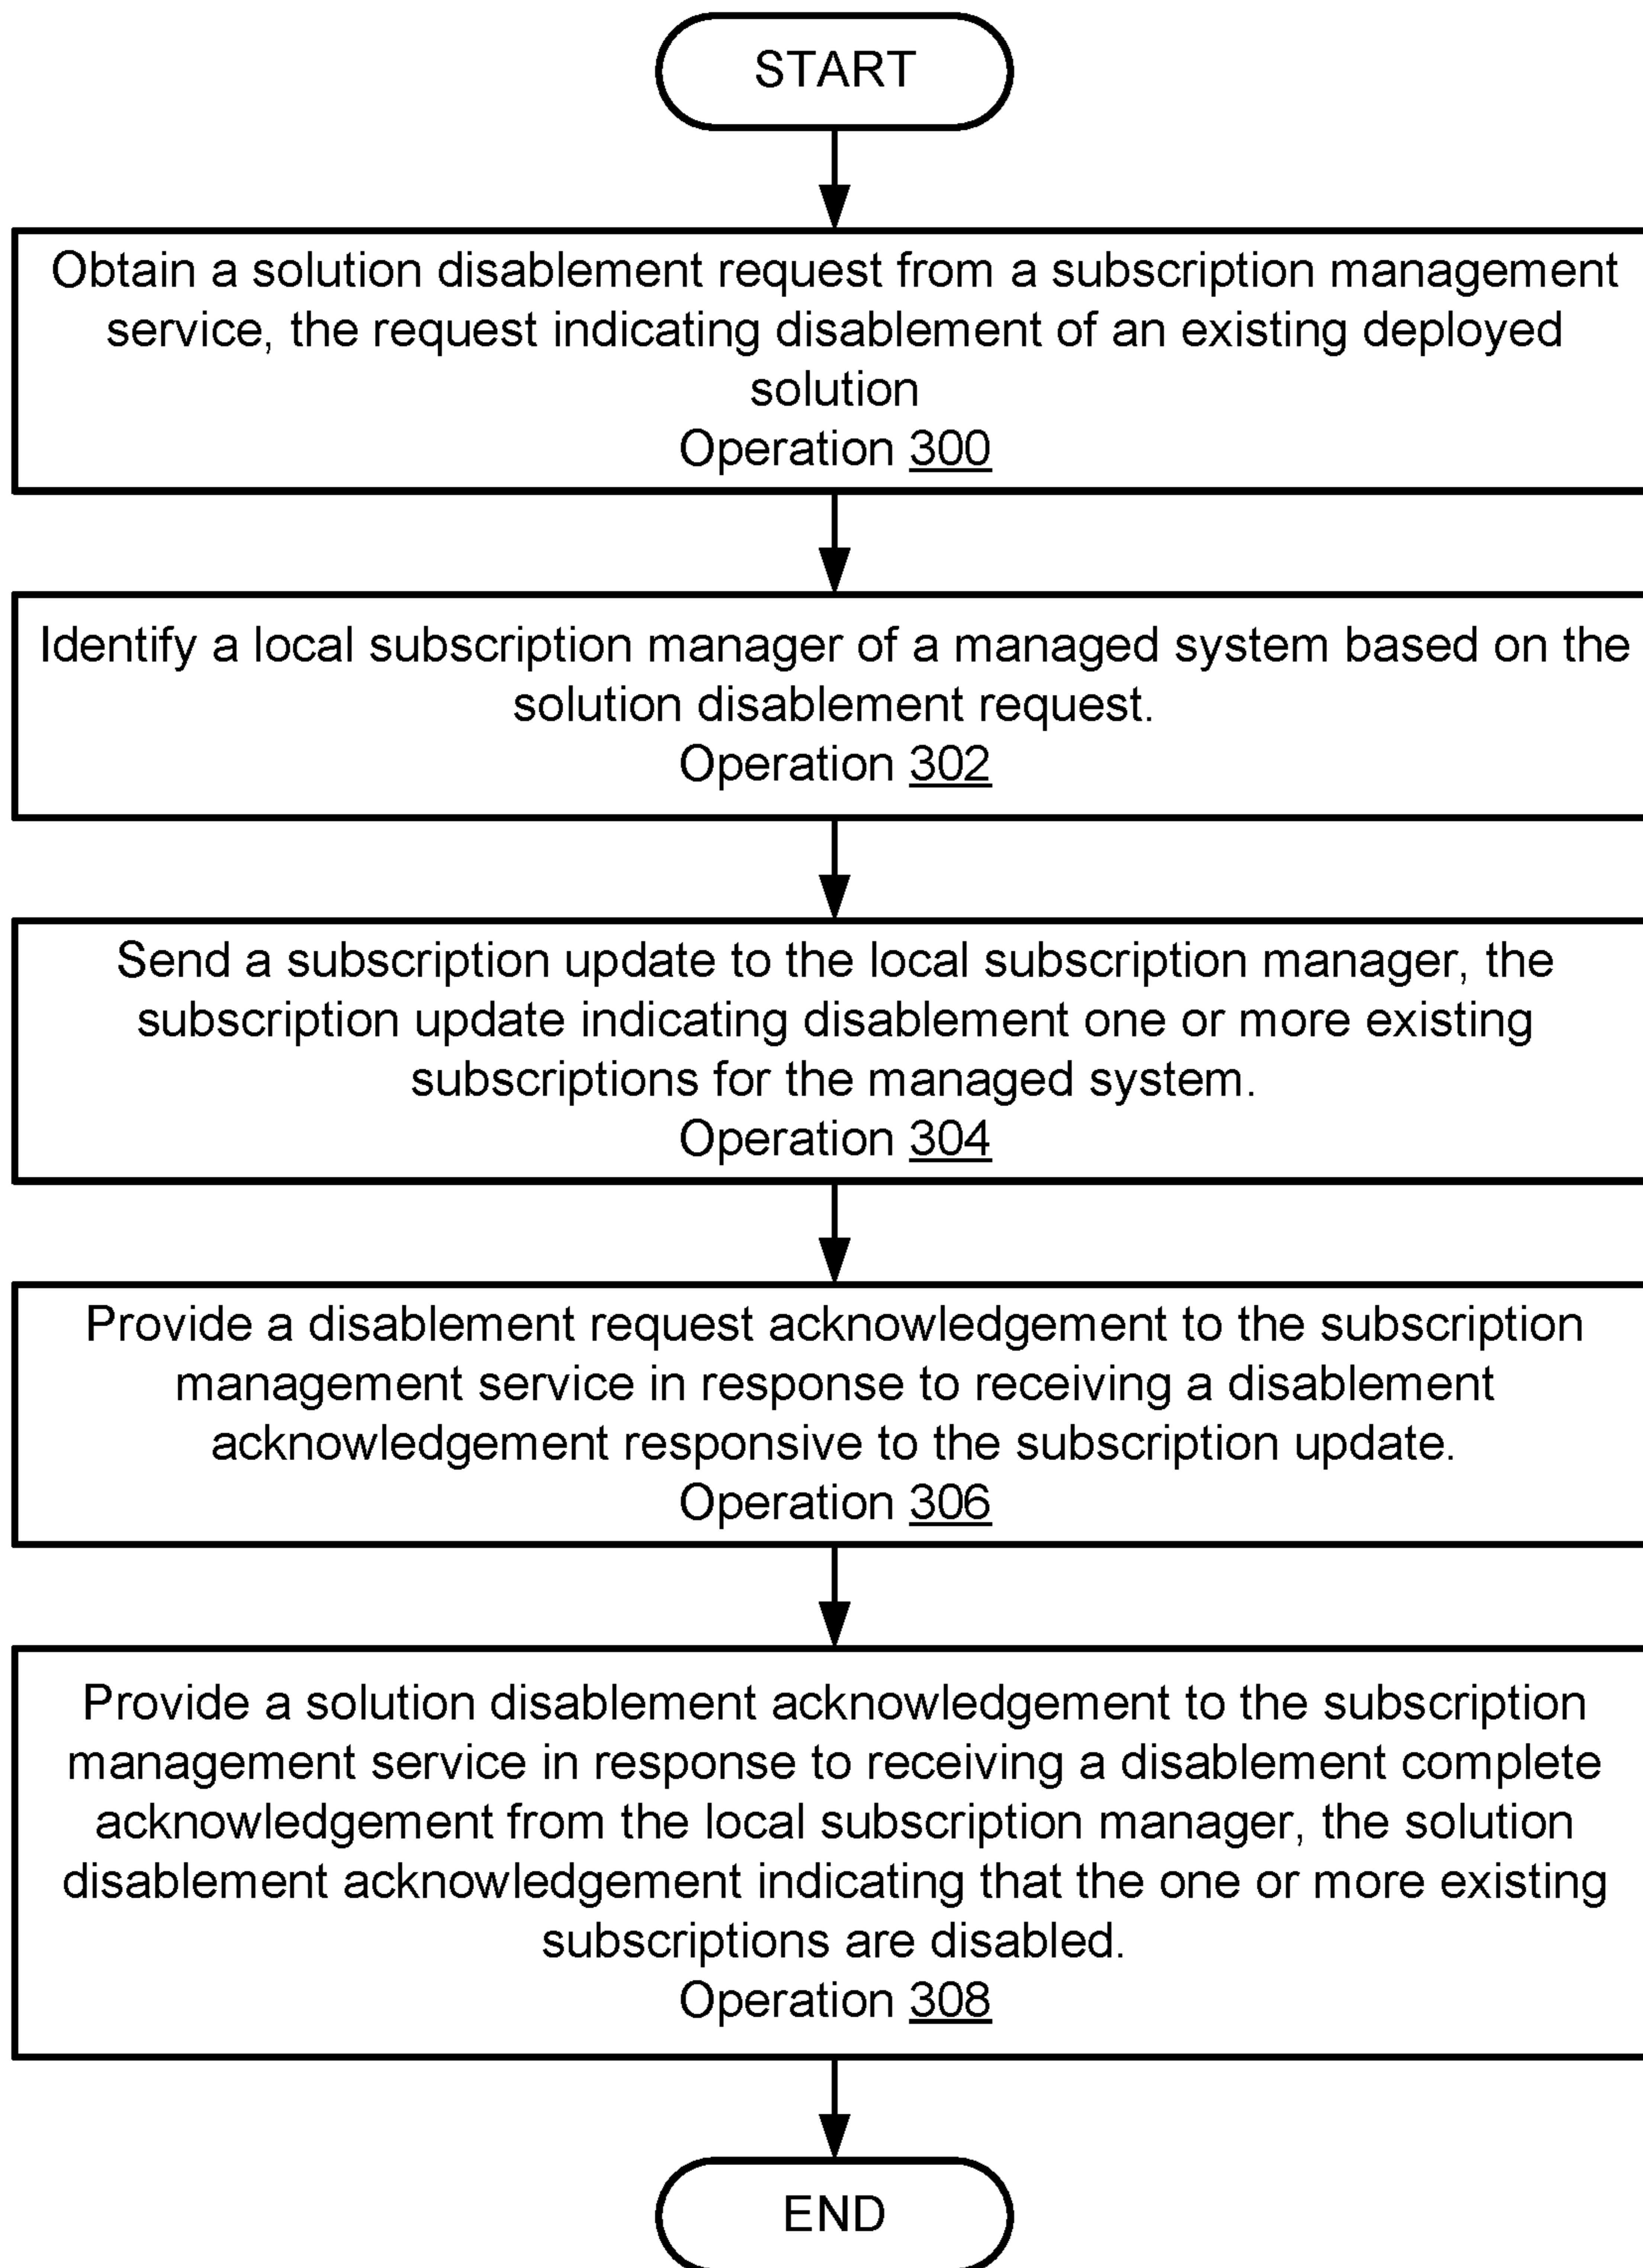 START
Obtain a solution disablement request from a subscription management
service, the request indicating disablement of an existing deployed
solution
Operation 300
Identify a local subscription manager of a managed system based on the
solution disablement request.
Operation 302
Send a subscription update to the local subscription manager, the
subscription update indicating disablement one or more existing
subscriptions for the managed system.
Operation 304
Provide a disablement request acknowledgement to the subscription
management service in response to receiving a disablement
acknowledgement responsive to the subscription update.
Operation 306
Provide a solution disablement acknowledgement to the subscription
management service in response to receiving a disablement complete
acknowledgement from the local subscription manager, the solution
disablement acknowledgement indicating that the one or more existing
subscriptions are disabled.
Operation 308
END